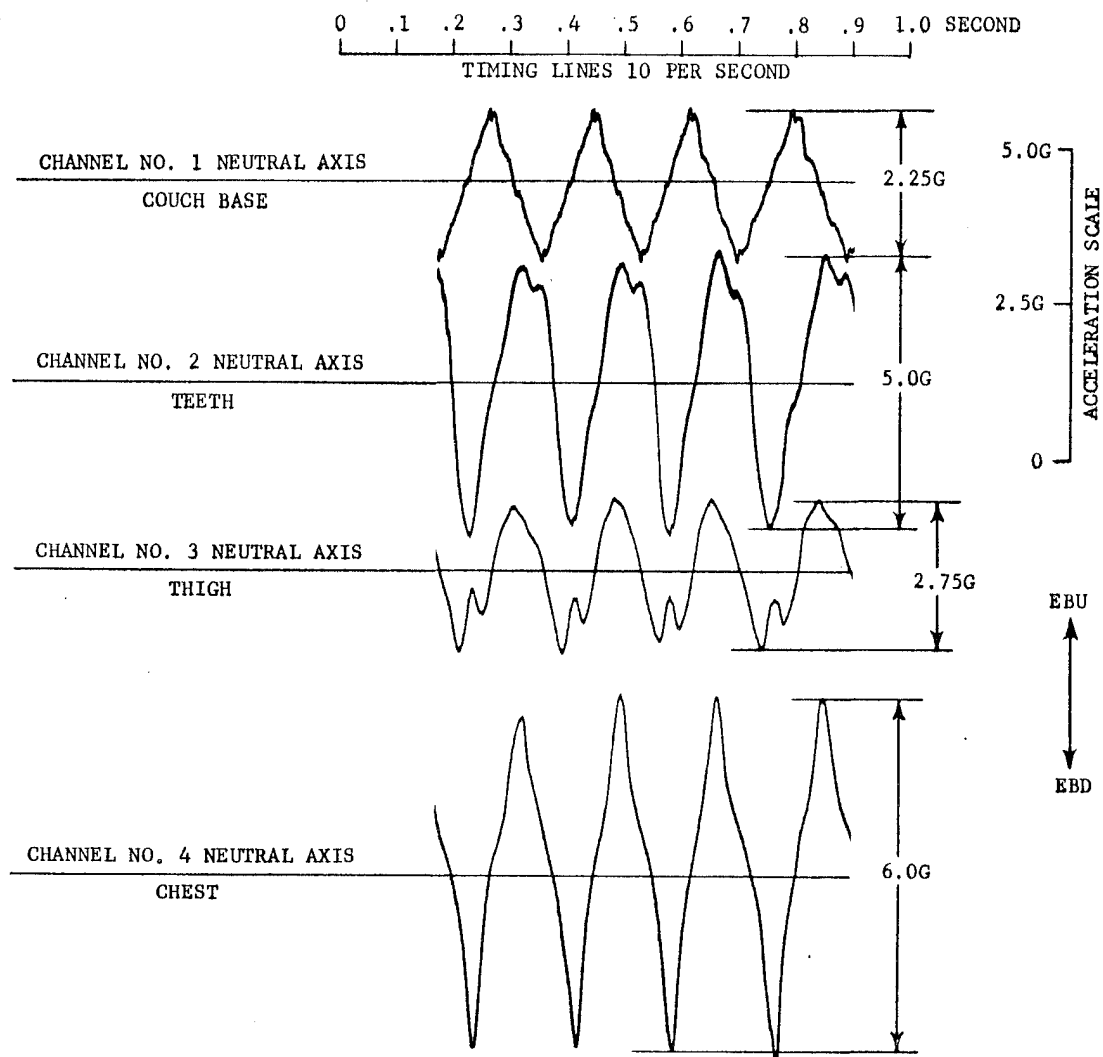 0 .1 .2 .3 .4 .5 .6 .7 .8 .9 1.0 SECOND
TIMING LINES 10 PER SECOND
CHANNEL NO. 1 NEUTRAL AXIS
COUCH BASE
2.25G
5.0G
2.5G
0
ACCELERATION SCALE
CHANNEL NO. 2 NEUTRAL AXIS
TEETH
5.0G
CHANNEL NO. 3 NEUTRAL AXIS
THIGH
2.75G
EBU
EBD
CHANNEL NO. 4 NEUTRAL AXIS
CHEST
6.0G